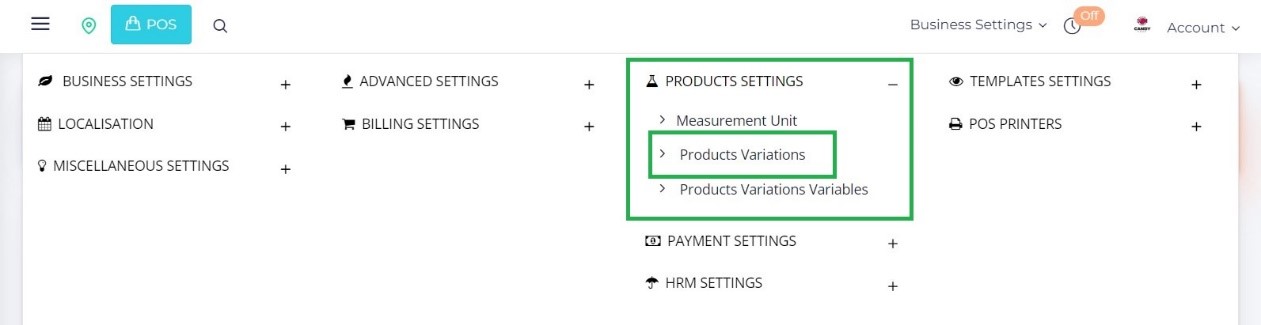 POS
Business Settings
Off
Account
BUSINESS SETTINGS +
LOCALISATION +
MISCELLANEOUS SETTINGS +
ADVANCED SETTINGS +
BILLING SETTINGS +
PRODUCTS SETTINGS –
> Measurement Unit
> Products Variations
> Products Variations Variables
PAYMENT SETTINGS +
HRM SETTINGS +
TEMPLATES SETTINGS +
POS PRINTERS +